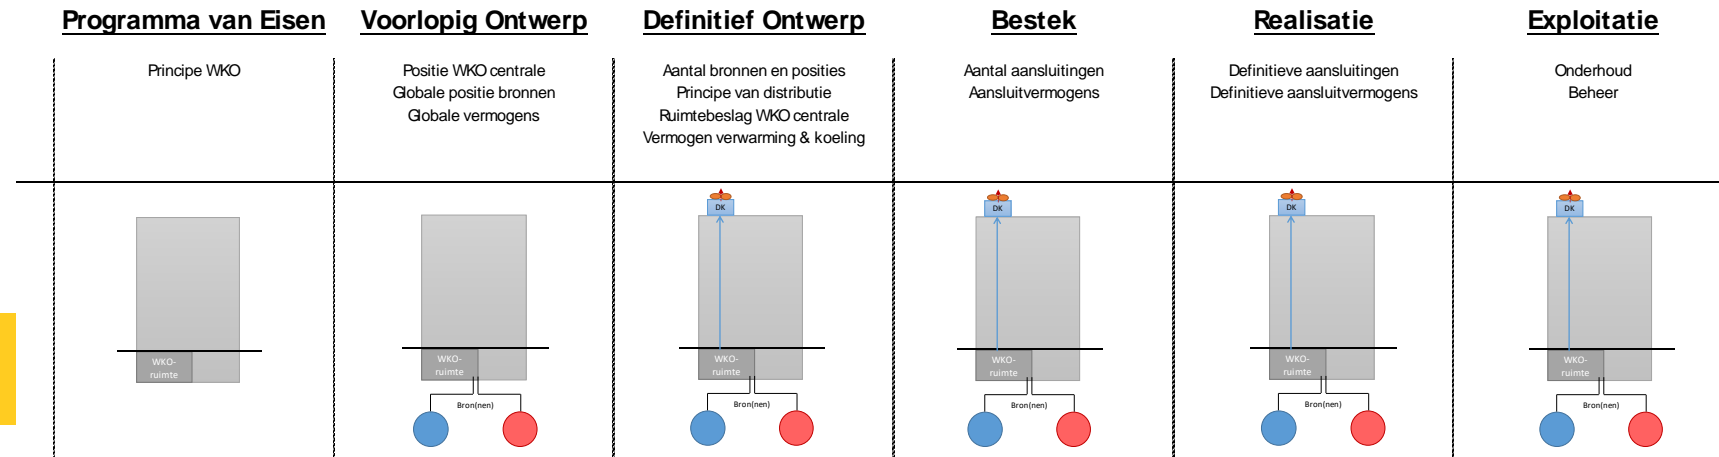 Programma van Eisen
Voorlopig Ontwerp
Definitief Ontwerp
Bestek
Realisatie
Exploitatie
Principe WKO
Positie WKO centrale
Globale positie bronnen
Globale vermogens
Aantal bronnen en posities
Principe van distributie
Ruimtebeslag WKO centrale
Vermogen verwarming & koeling
Aantal aansluitingen
Aansluitvermogens
Definitieve aansluitingen
Definitieve aansluitvermogens
Onderhoud
Beheer
WKO-
ruimte
WKO-
ruimte
Bron(nen)
DK
WKO-
ruimte
Bron(nen)
DK
WKO-
ruimte
Bron(nen)
DK
WKO-
ruimte
Bron(nen)
DK
WKO-
ruimte
Bron(nen)